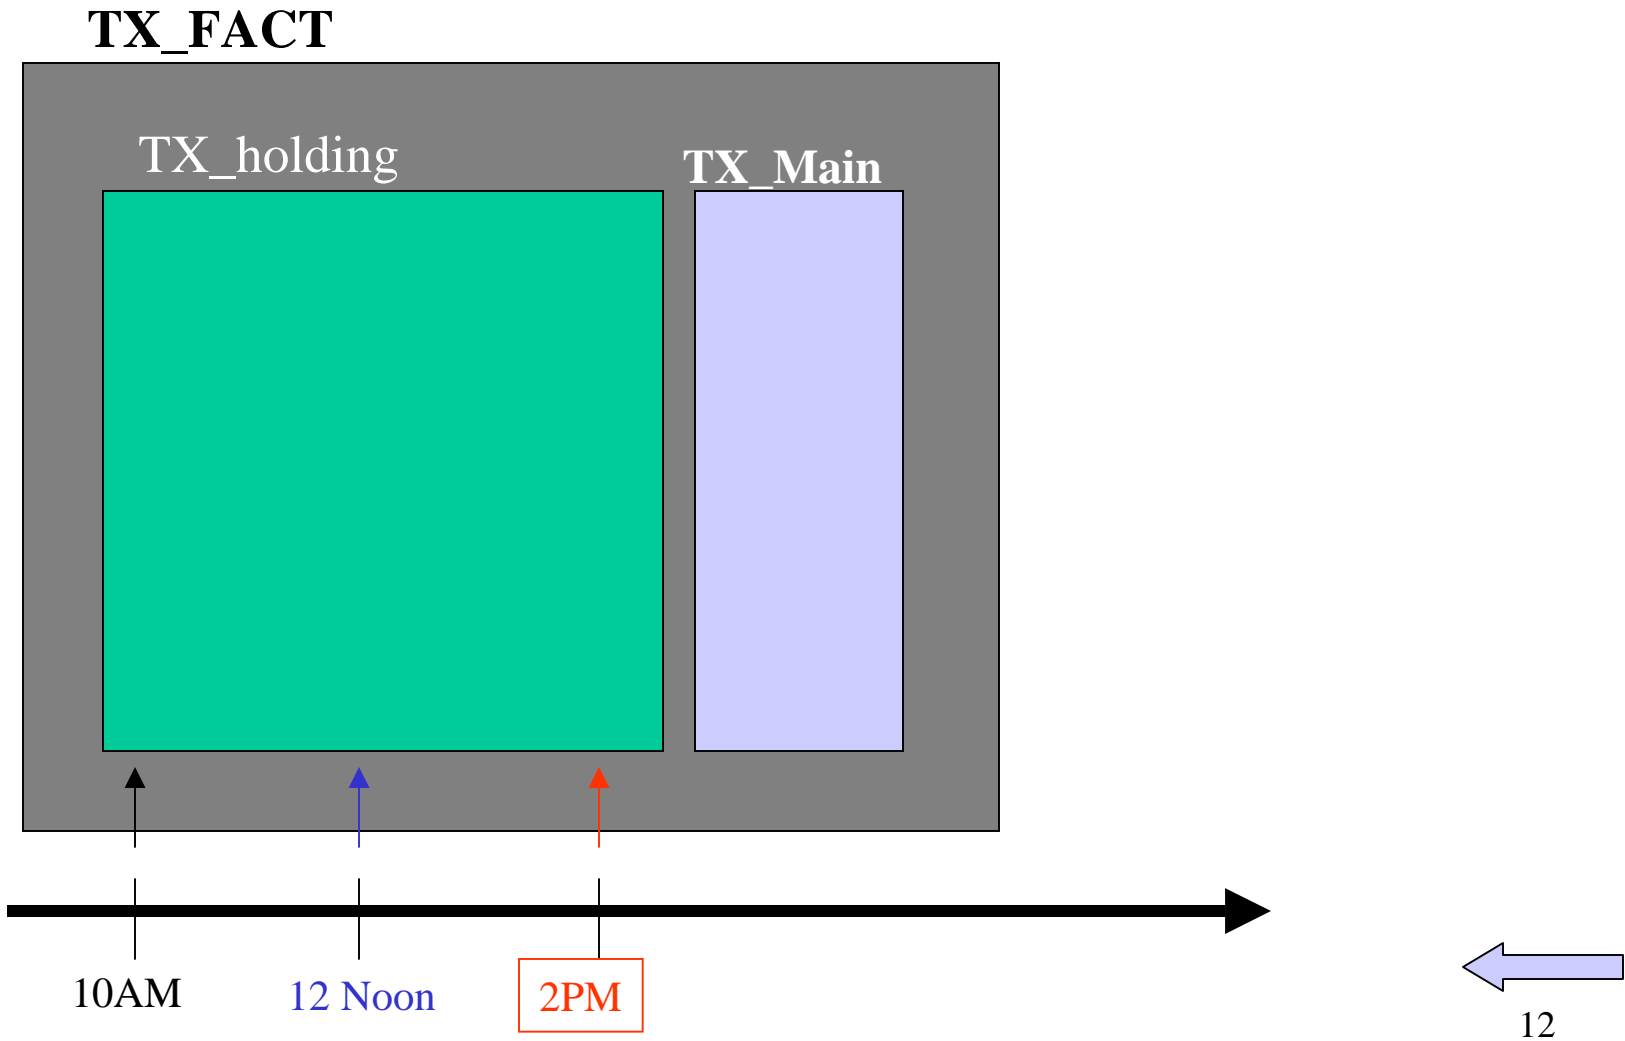 TX_FACT
TX_holding
TX_Main
10AM
12 Noon
2PM
12